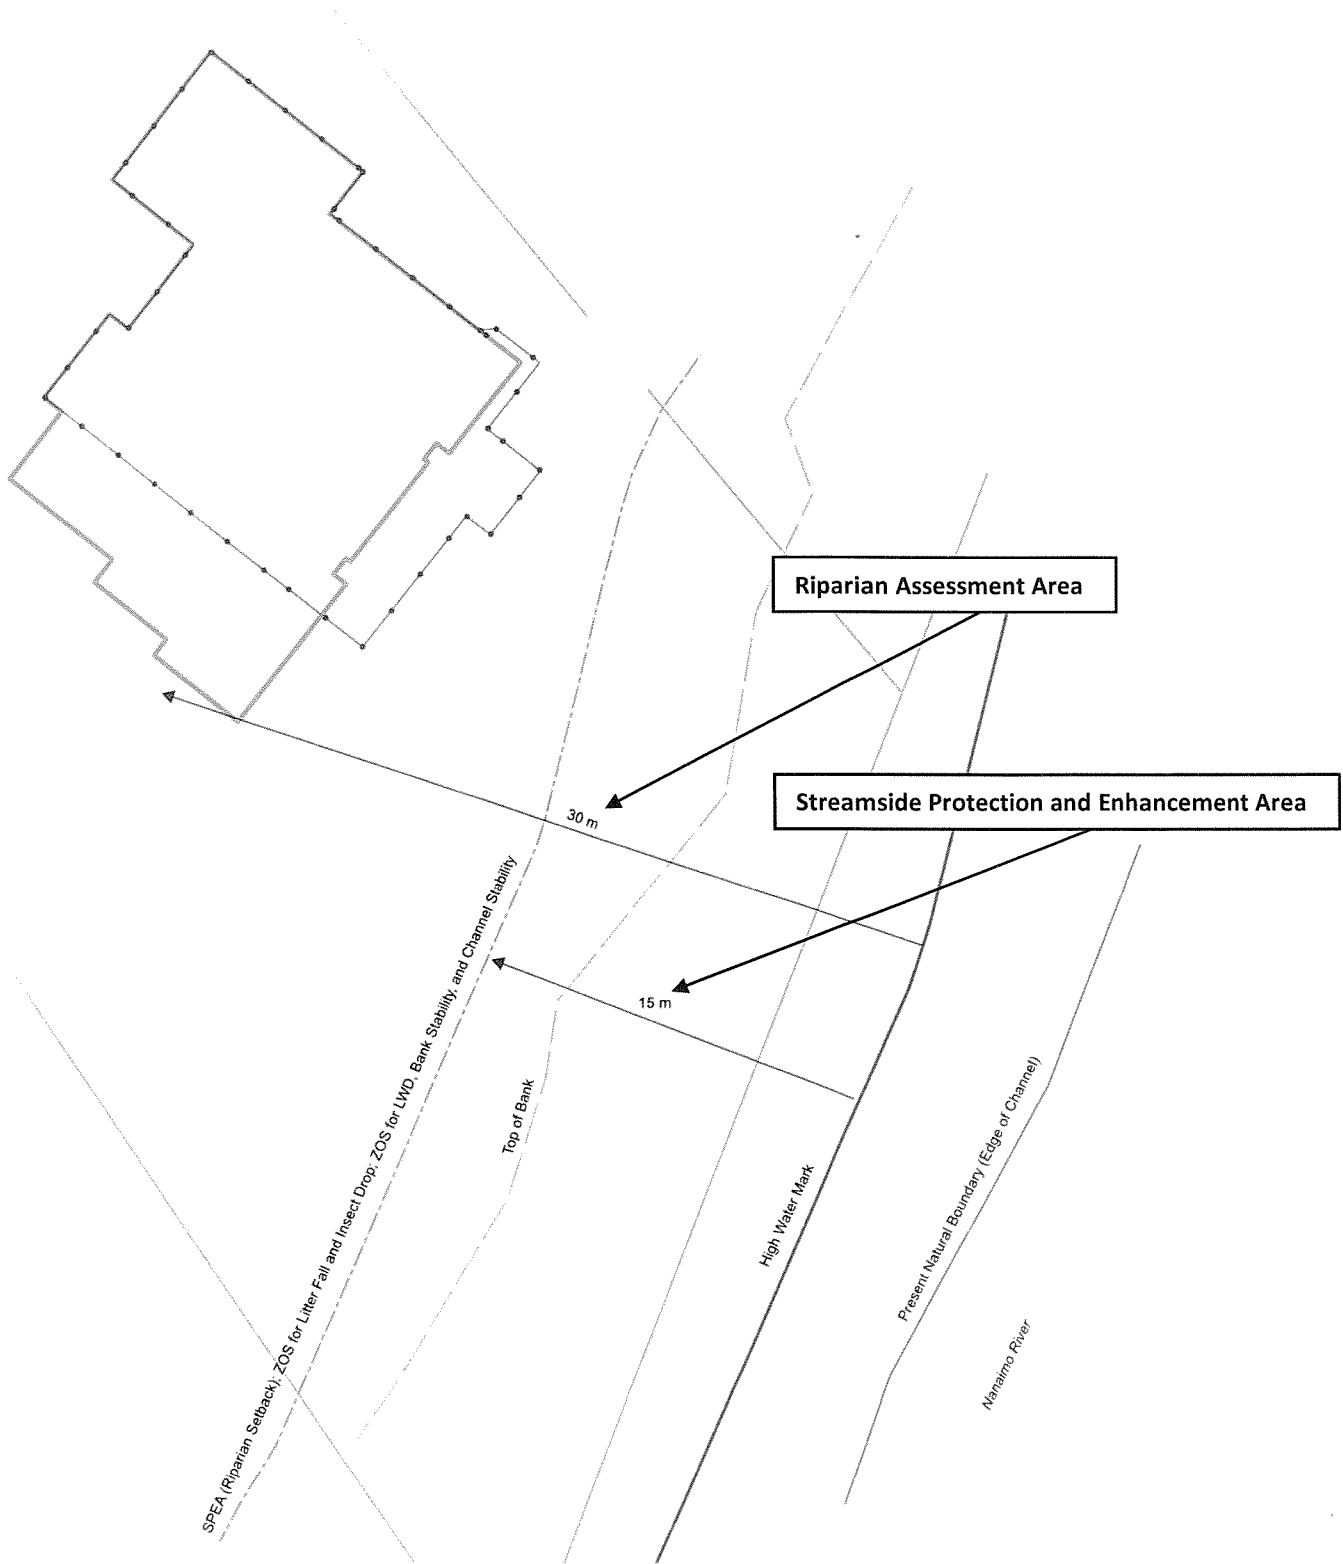 Riparian Assessment Area
Streamside Protection and Enhancement Area
30 m
15 m
SPEA (Riparian Setback); ZOS for Litter Fall and Insect Drop; ZOS for LWD, Bank Stability, and Channel Stability
Top of Bank
High Water Mark
Present Natural Boundary (Edge of Channel)
Nanaimo River